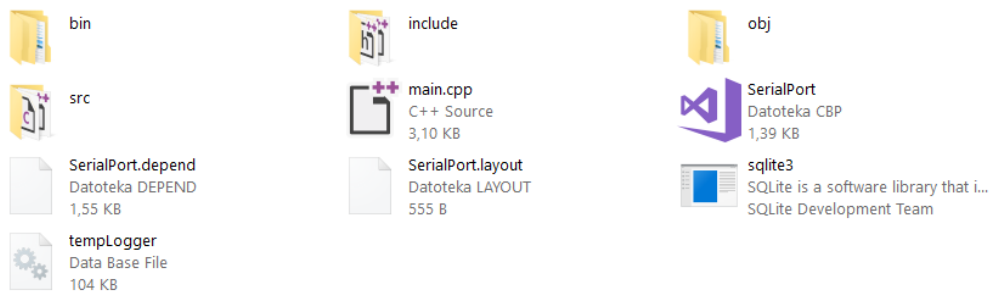 bin
include
obj
src
main.cpp
C++ Source
3,10 KB
SerialPort
Datoteka CBP
1,39 KB
SerialPort.depend
Datoteka DEPEND
1,55 KB
SerialPort.layout
Datoteka LAYOUT
555 B
sqlite3
SQLite is a software library that i...
SQLite Development Team
tempLogger
Data Base File
104 KB